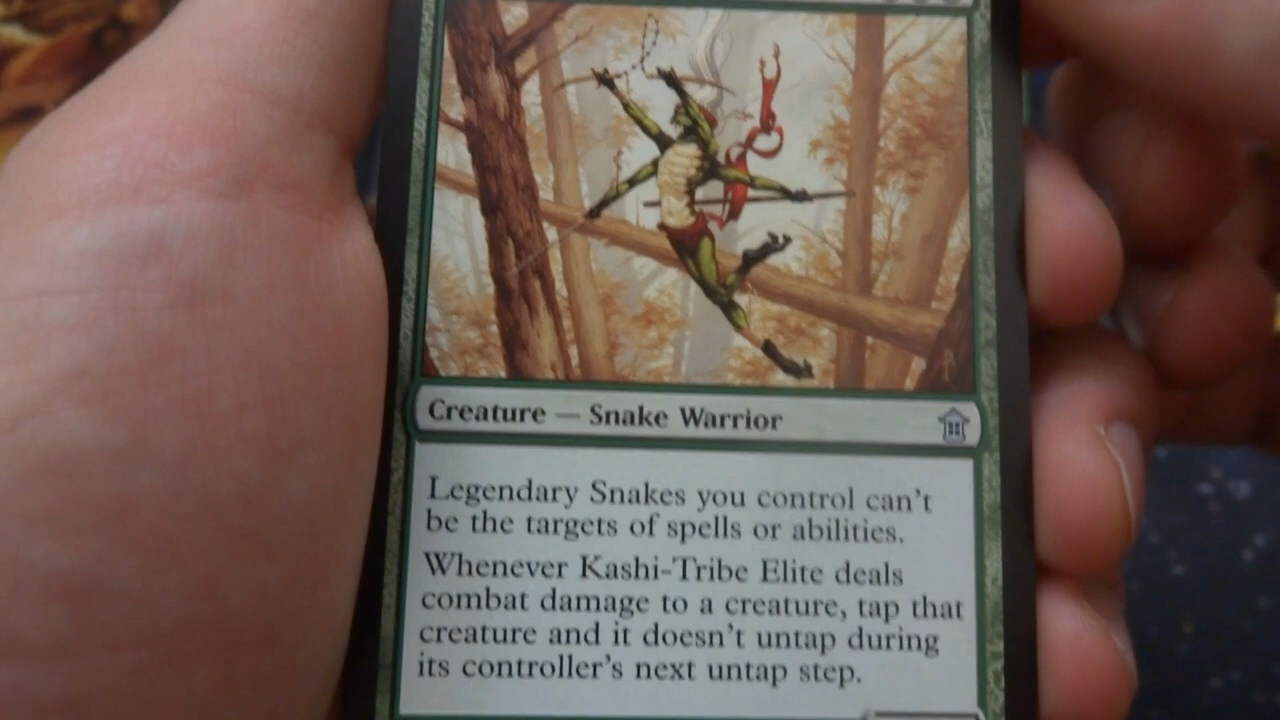 Creature — Snake Warrior
Legendary Snakes you control can't
be the targets of spells or abilities.
Whenever Kashi-Tribe Elite deals
combat damage to a creature, tap that
creature and it doesn't untap during
its controller's next untap step.